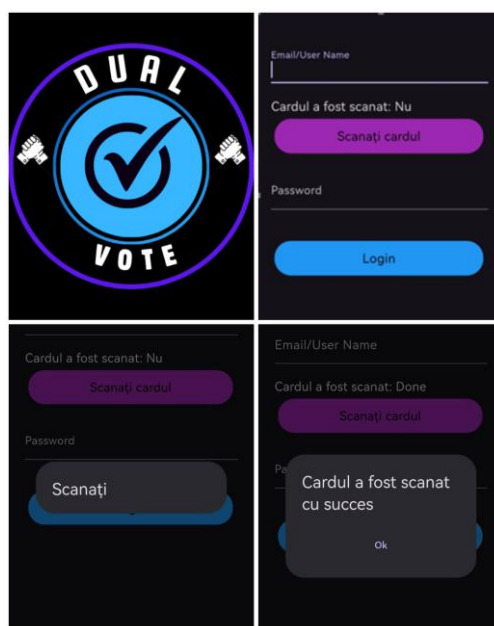 DUAL
VOTE
Email/User Name
Cardul a fost scanat: Nu
Scanați cardul
Password
Login
Cardul a fost scanat: Nu
Scanați cardul
Password
Scanați
Email/User Name
Cardul a fost scanat: Done
Scanați cardul
Cardul a fost scanat
cu succes
Ok